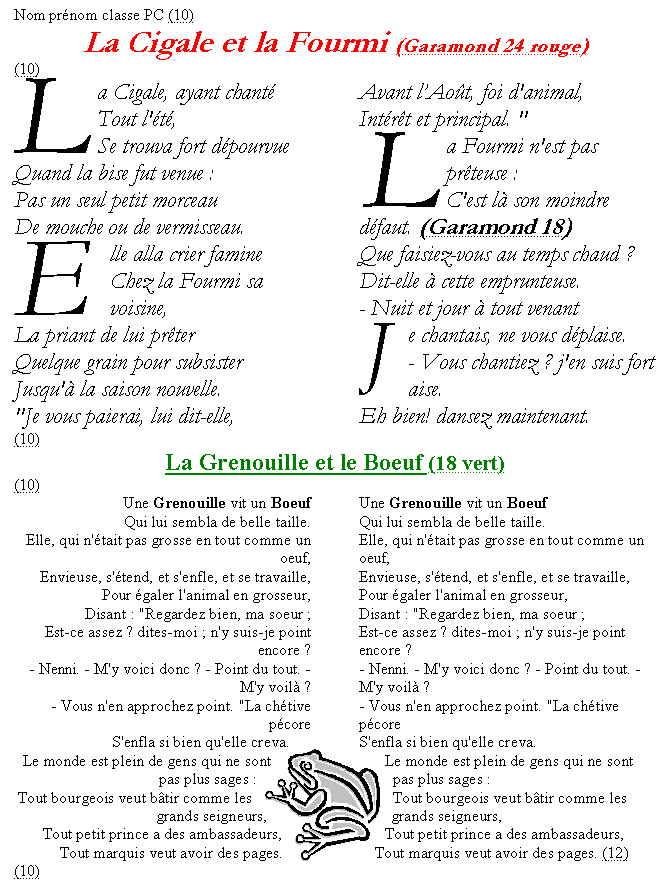 Nom prénom classe PC (10)
La Cigale et la Fourmi (Garamond 24 rouge)
(10)
La Cigale, ayant chanté
Tout l'été,
Se trouva fort dépourvue
Quand la bise fut venue :
Pas un seul petit morceau
De mouche ou de vermisseau.
Elle alla crier famine
Chez la Fourmi sa
voisine,
La priant de lui prêter
Quelque grain pour subsister
Jusqu'à la saison nouvelle.
"Je vous paierai, lui dit-elle,
Avant l'Août, foi d'animal,
Intérêt et principal. "
La Fourmi n'est pas
prêteuse :
C'est là son moindre
défaut. (Garamond 18)
Que faisiez-vous au temps chaud ?
Dit-elle à cette emprunteuse.
- Nuit et jour à tout venant
Je chantais, ne vous déplaise.
- Vous chantiez ? j'en suis fort
aise.
Eh bien! dansez maintenant.
(10)
La Grenouille et le Boeuf (18 vert)
(10)
Une Grenouille vit un Boeuf
Qui lui sembla de belle taille.
Elle, qui n'était pas grosse en tout comme un
oeuf,
Envieuse, s'étend, et s'enfle, et se travaille,
Pour égaler l'animal en grosseur,
Disant : "Regardez bien, ma soeur ;
Est-ce assez ? dites-moi ; n'y suis-je point
encore ?
- Nenni. - M'y voici donc ? - Point du tout. -
M'y voilà ?
- Vous n'en approchez point. "La chétive
pécore
S'enfla si bien qu'elle creva.
Le monde est plein de gens qui ne sont
pas plus sages :
Tout bourgeois veut bâtir comme les
grands seigneurs,
Tout petit prince a des ambassadeurs,
Tout marquis veut avoir des pages.
Une Grenouille vit un Boeuf
Qui lui sembla de belle taille.
Elle, qui n'était pas grosse en tout comme un
oeuf,
Envieuse, s'étend, et s'enfle, et se travaille,
Pour égaler l'animal en grosseur,
Disant : "Regardez bien, ma soeur ;
Est-ce assez ? dites-moi ; n'y suis-je point
encore ?
- Nenni. - M'y voici donc ? - Point du tout. -
M'y voilà ?
- Vous n'en approchez point. "La chétive
pécore
S'enfla si bien qu'elle creva.
Le monde est plein de gens qui ne sont
pas plus sages :
Tout bourgeois veut bâtir comme les
grands seigneurs,
Tout petit prince a des ambassadeurs,
Tout marquis veut avoir des pages. (12)
(10)